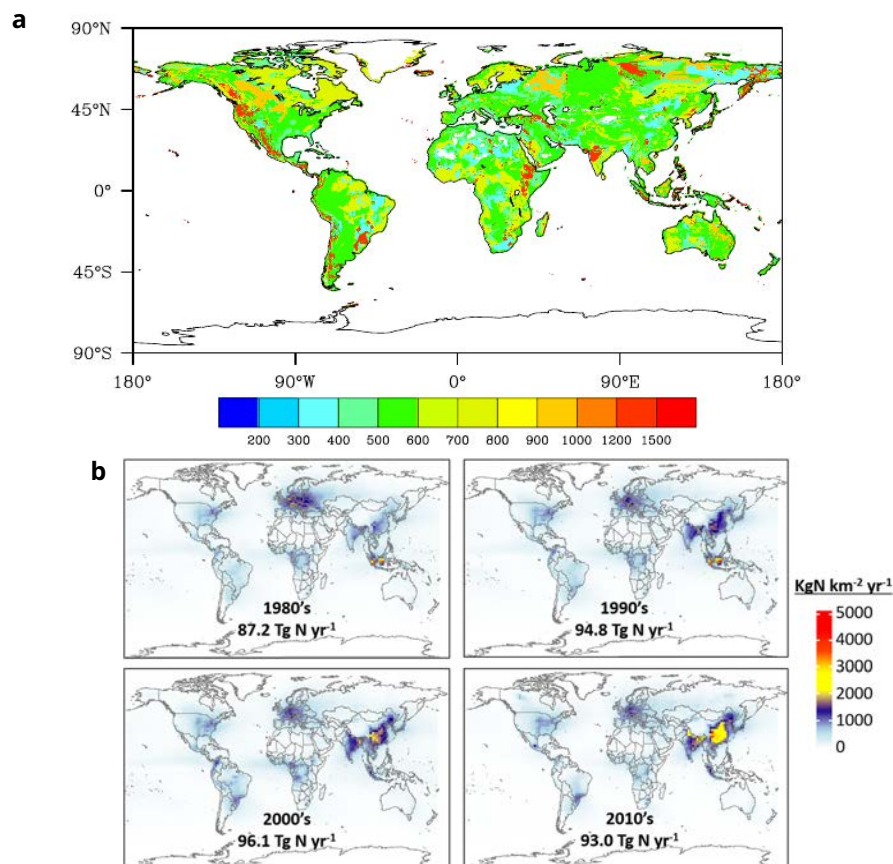 a
90°N
45°N
0°
45°S
90°S
180° 90°W 0° 90°E 180°
200 300 400 500 600 700 800 900 1000 1200 1500
b
1980's
87.2 Tg N yr-1
1990's
94.8 Tg N yr-1
KgN km-2 yr-1
5000
4000
3000
2000
1000
0
2000's
96.1 Tg N yr-1
2010's
93.0 Tg N yr-1